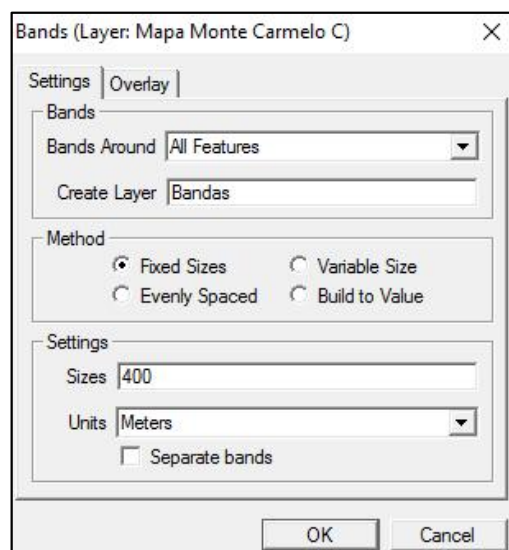 Bands (Layer: Mapa Monte Carmelo C)
Settings Overlay
Bands
Bands Around All Features
Create Layer Bandas
Method
Fixed Sizes Variable Size
Evenly Spaced Build to Value
Settings
Sizes 400
Units Meters
Separate bands
OK Cancel